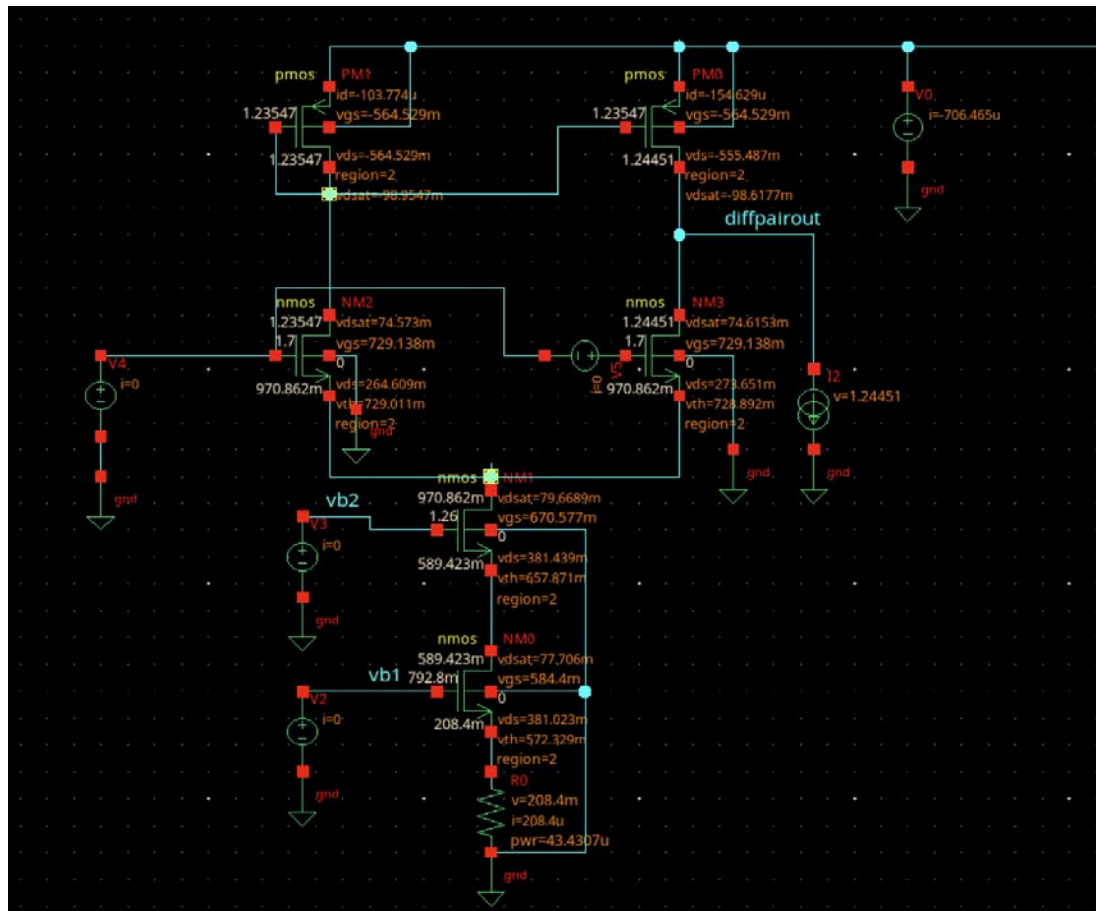 pmos PM1
id=-103.774u
1.23547 vgs=-564.529m
1.23547 vds=-564.529m
region=2
vdsat=-98.9547m
pmos PM0
id=-154.629u
1.23547 vgs=-564.529m
1.24451 vds=-555.487m
region=2
vdsat=-98.6177m
V0
i=-706.465u
gnd
diffpairout
nmos NM2
1.23547 vdsat=74.573m
1.7 vgs=729.138m
0
970.862m vds=264.609m
vth=729.011m
region=2
gnd
nmos NM3
1.24451 vdsat=74.6153m
1.7 vgs=729.138m
0
970.862m vds=273.651m
vth=728.892m
region=2
gnd
V4
i=0
gnd
V5
i=0
I2
v=1.24451
gnd
nmos NM1
970.862m vdsat=79.6689m
1.26 vgs=670.577m
0
589.423m vds=381.439m
vth=657.871m
region=2
vb2
V3
i=0
gnd
nmos NM0
589.423m vdsat=77.706m
vb1 792.8m vgs=584.4m
0
208.4m vds=381.023m
vth=572.329m
region=2
V2
i=0
gnd
R0
v=208.4m
i=208.4u
pwr=43.4307u
gnd